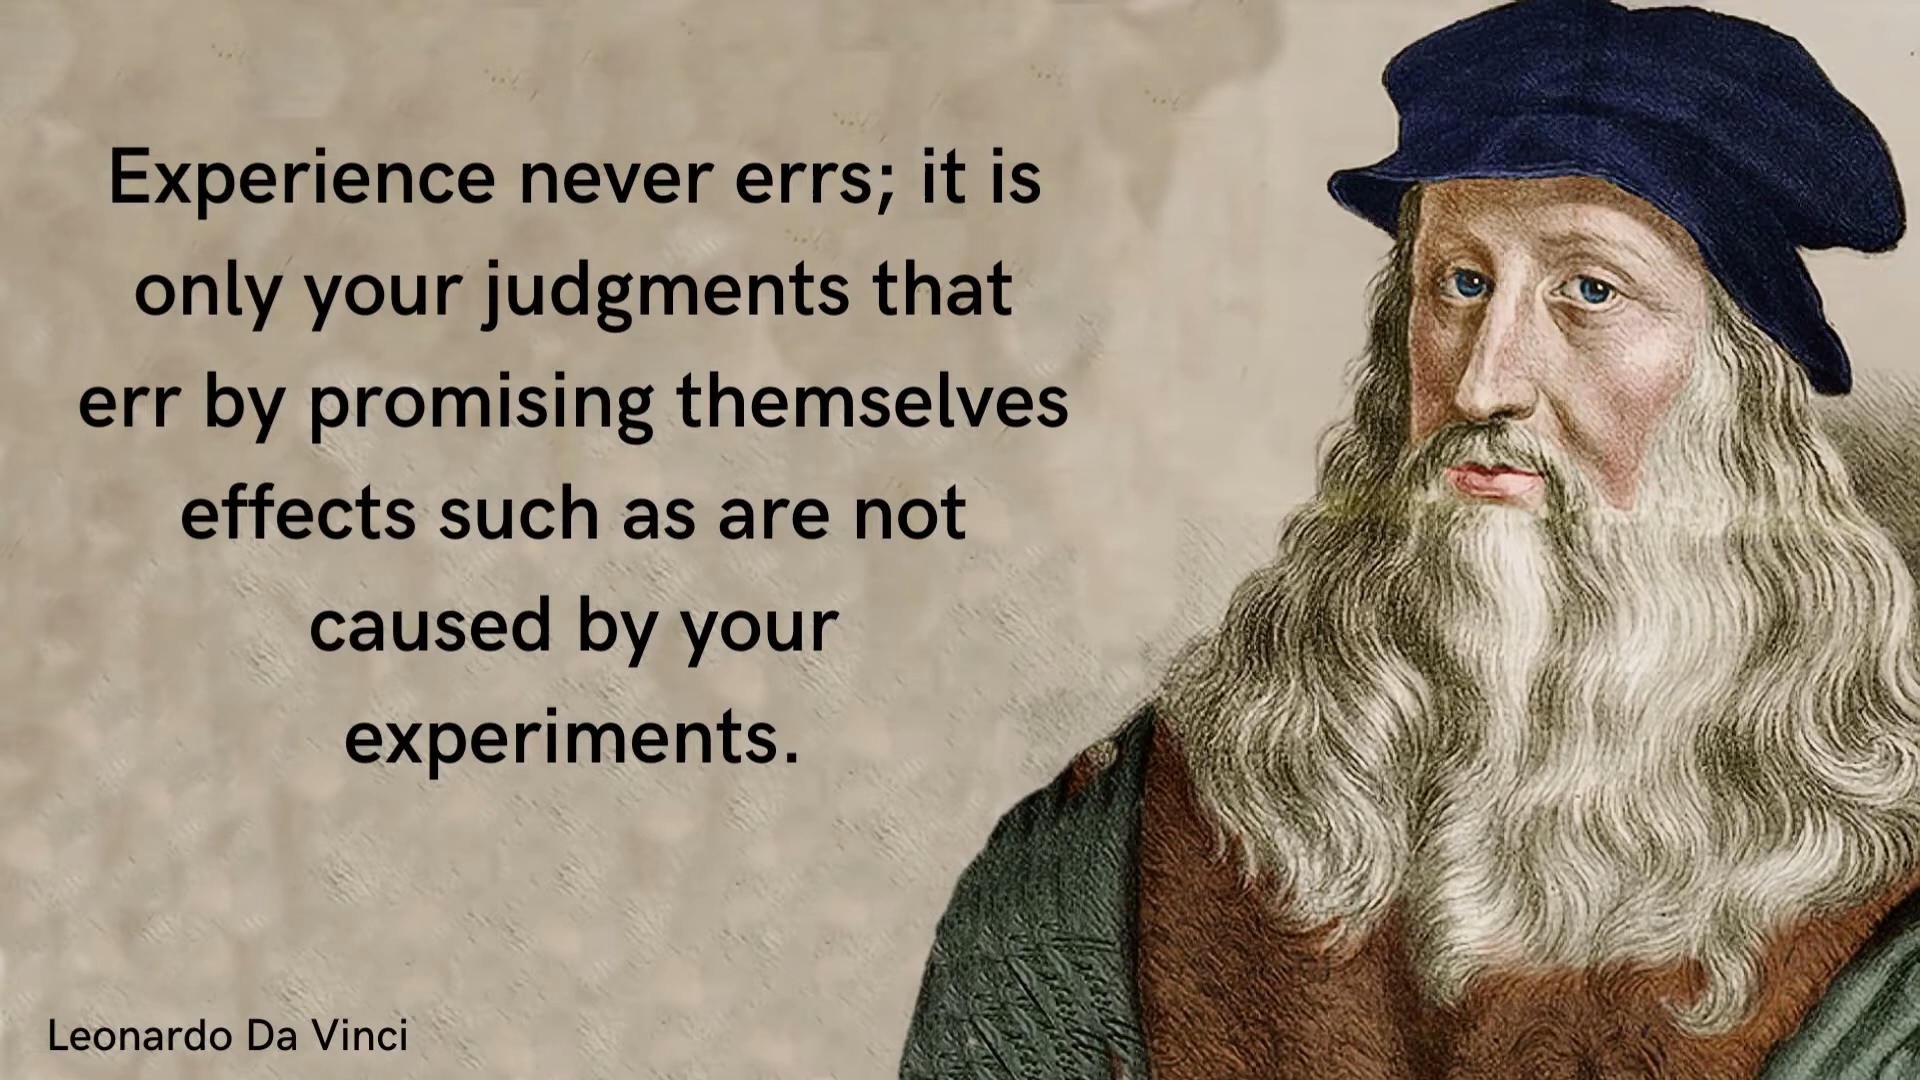 Experience never errs; it is
only your judgments that
err by promising themselves
effects such as are not
caused by your
experiments.
Leonardo Da Vinci